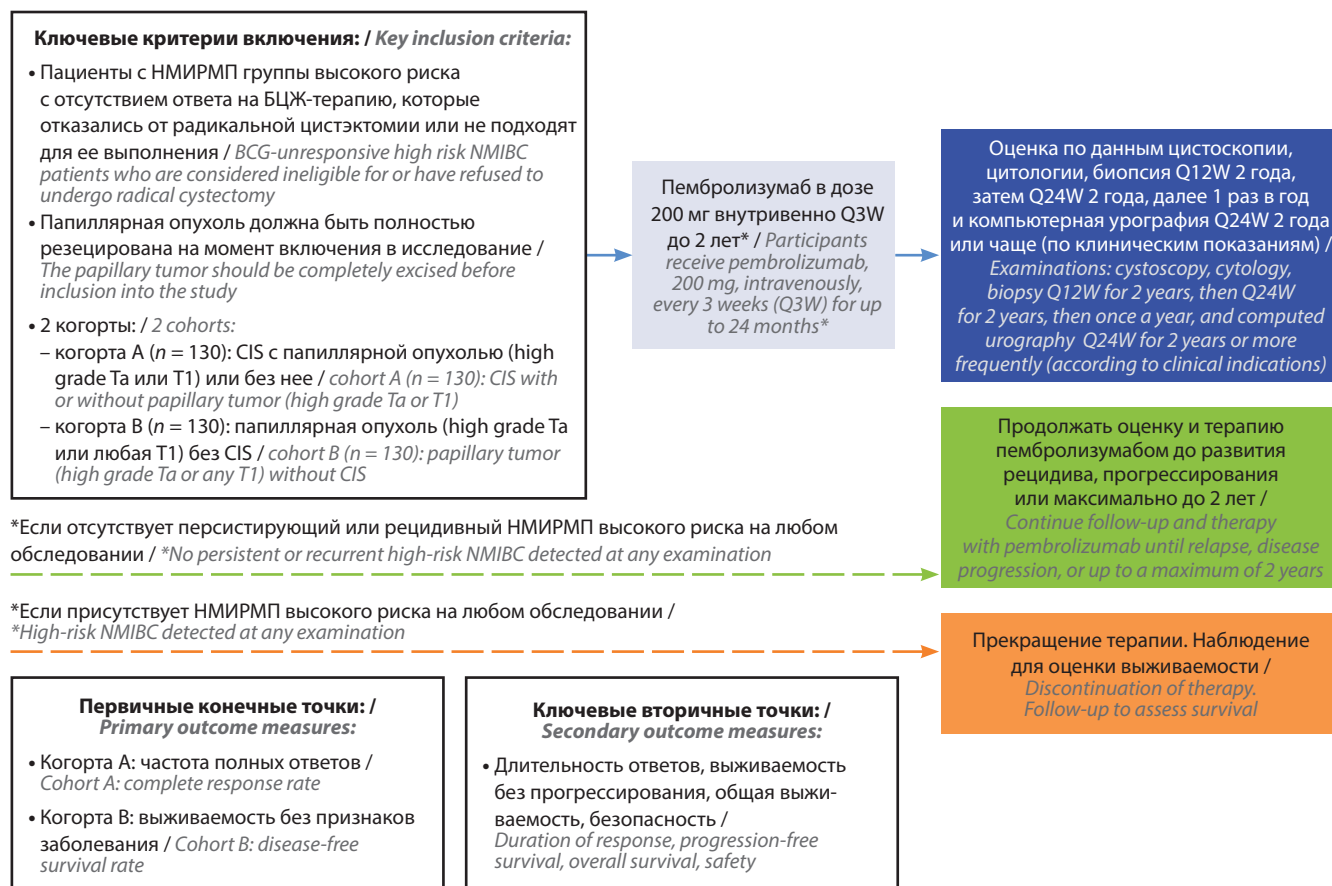 Ключевые критерии включения: / Key inclusion criteria:
• Пациенты с НМИРМП группы высокого риска
с отсутствием ответа на БЦЖ-терапию, которые
отказались от радикальной цистэктомии или не подходят
для ее выполнения / BCG-unresponsive high risk NMIBC
patients who are considered ineligible for or have refused to
undergo radical cystectomy
• Папиллярная опухоль должна быть полностью
резецирована на момент включения в исследование /
The papillary tumor should be completely excised before
inclusion into the study
• 2 когорты: / 2 cohorts:
– когорта А (n = 130): CIS с папиллярной опухолью (high
grade Ta или T1) или без нее / cohort A (n = 130): CIS with
or without papillary tumor (high grade Ta or T1)
– когорта В (n = 130): папиллярная опухоль (high grade Ta
или любая T1) без CIS / cohort B (n = 130): papillary tumor
(high grade Ta or any T1) without CIS
Пембролизумаб в дозе
200 мг внутривенно Q3W
до 2 лет* / Participants
receive pembrolizumab,
200 mg, intravenously,
every 3 weeks (Q3W) for up
to 24 months*
Оценка по данным цистоскопии,
цитологии, биопсия Q12W 2 года,
затем Q24W 2 года, далее 1 раз в год
и компьютерная урография Q24W 2 года
или чаще (по клиническим показаниям) /
Examinations: cystoscopy, cytology,
biopsy Q12W for 2 years, then Q24W
for 2 years, then once a year, and computed
urography Q24W for 2 years or more
frequently (according to clinical indications)
*Если отсутствует персистирующий или рецидивный НМИРМП высокого риска на любом
обследовании / *No persistent or recurrent high-risk NMIBC detected at any examination
Продолжать оценку и терапию
пембролизумабом до развития
рецидива, прогрессирования
или максимально до 2 лет /
Continue follow-up and therapy
with pembrolizumab until relapse, disease
progression, or up to a maximum of 2 years
*Если присутствует НМИРМП высокого риска на любом обследовании /
*High-risk NMIBC detected at any examination
Прекращение терапии. Наблюдение
для оценки выживаемости /
Discontinuation of therapy.
Follow-up to assess survival
Первичные конечные точки: /
Primary outcome measures:
• Когорта А: частота полных ответов /
Cohort A: complete response rate
• Когорта В: выживаемость без признаков
заболевания / Cohort B: disease-free
survival rate
Ключевые вторичные точки: /
Secondary outcome measures:
• Длительность ответов, выживаемость
без прогрессирования, общая выжи-
ваемость, безопасность /
Duration of response, progression-free
survival, overall survival, safety